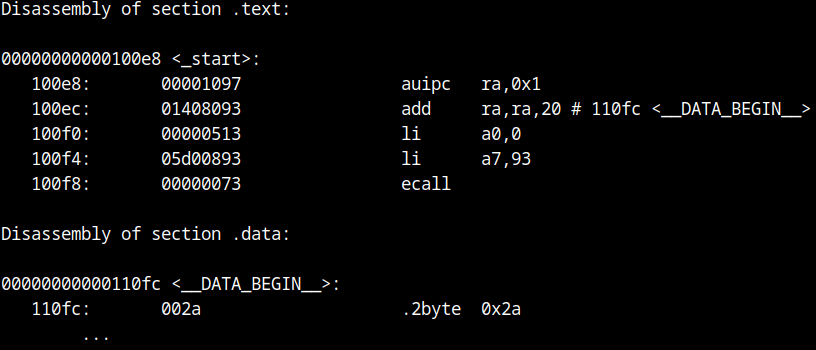 Disassembly of section .text:
00000000000100e8 <_start>:
100e8: 00001097 auipc ra,0x1
100ec: 01408093 add ra,ra,20 # 110fc <__DATA_BEGIN__>
100f0: 00000513 li a0,0
100f4: 05d00893 li a7,93
100f8: 00000073 ecall
Disassembly of section .data:
00000000000110fc <__DATA_BEGIN__>:
110fc: 002a .2byte 0x2a
...